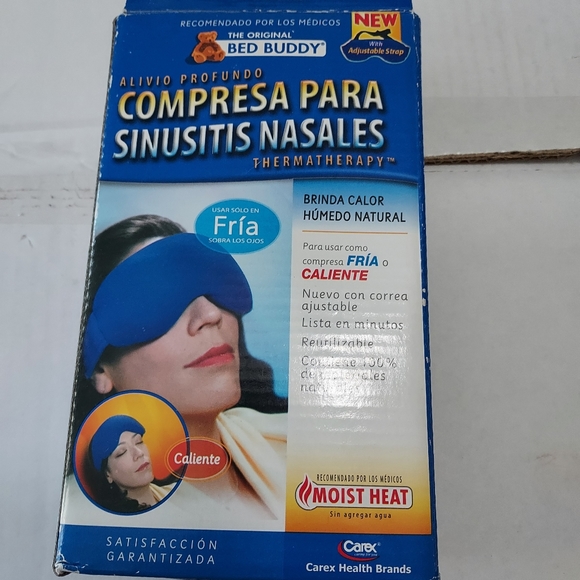 RECOMENDADO POR LOS MÉDICOS
THE ORIGINAL
BED BUDDY®
NEW
With
Adjustable Strap
ALIVIO PROFUNDO
COMPRESA PARA
SINUSITIS NASALES
THERMATHERAPY™
USAR SÓLO EN
Fría
SOBRA LOS OJOS
BRINDA CALOR
HÚMEDO NATURAL
Para usar como
compresa FRÍA o
CALIENTE
Nuevo con correa
ajustable
Lista en minutos
Reutilizable
100%
Caliente
RECOMENDADO POR LOS MÉDICOS
MOIST HEAT
Sin agregar agua
SATISFACCIÓN
GARANTIZADA
Carex®
Carex Health Brands